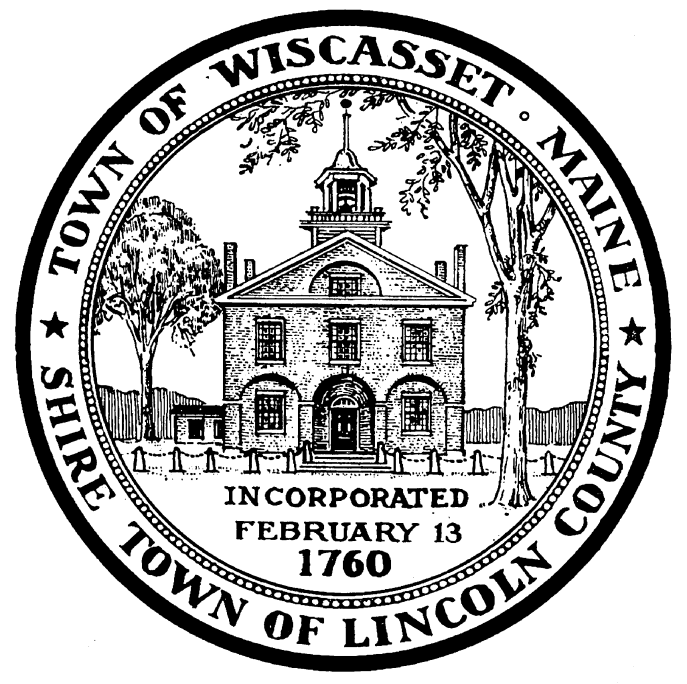 TOWN OF WISCASSET · MAINE
★ SHIRE TOWN OF LINCOLN COUNTY ★
INCORPORATED
FEBRUARY 13
1760